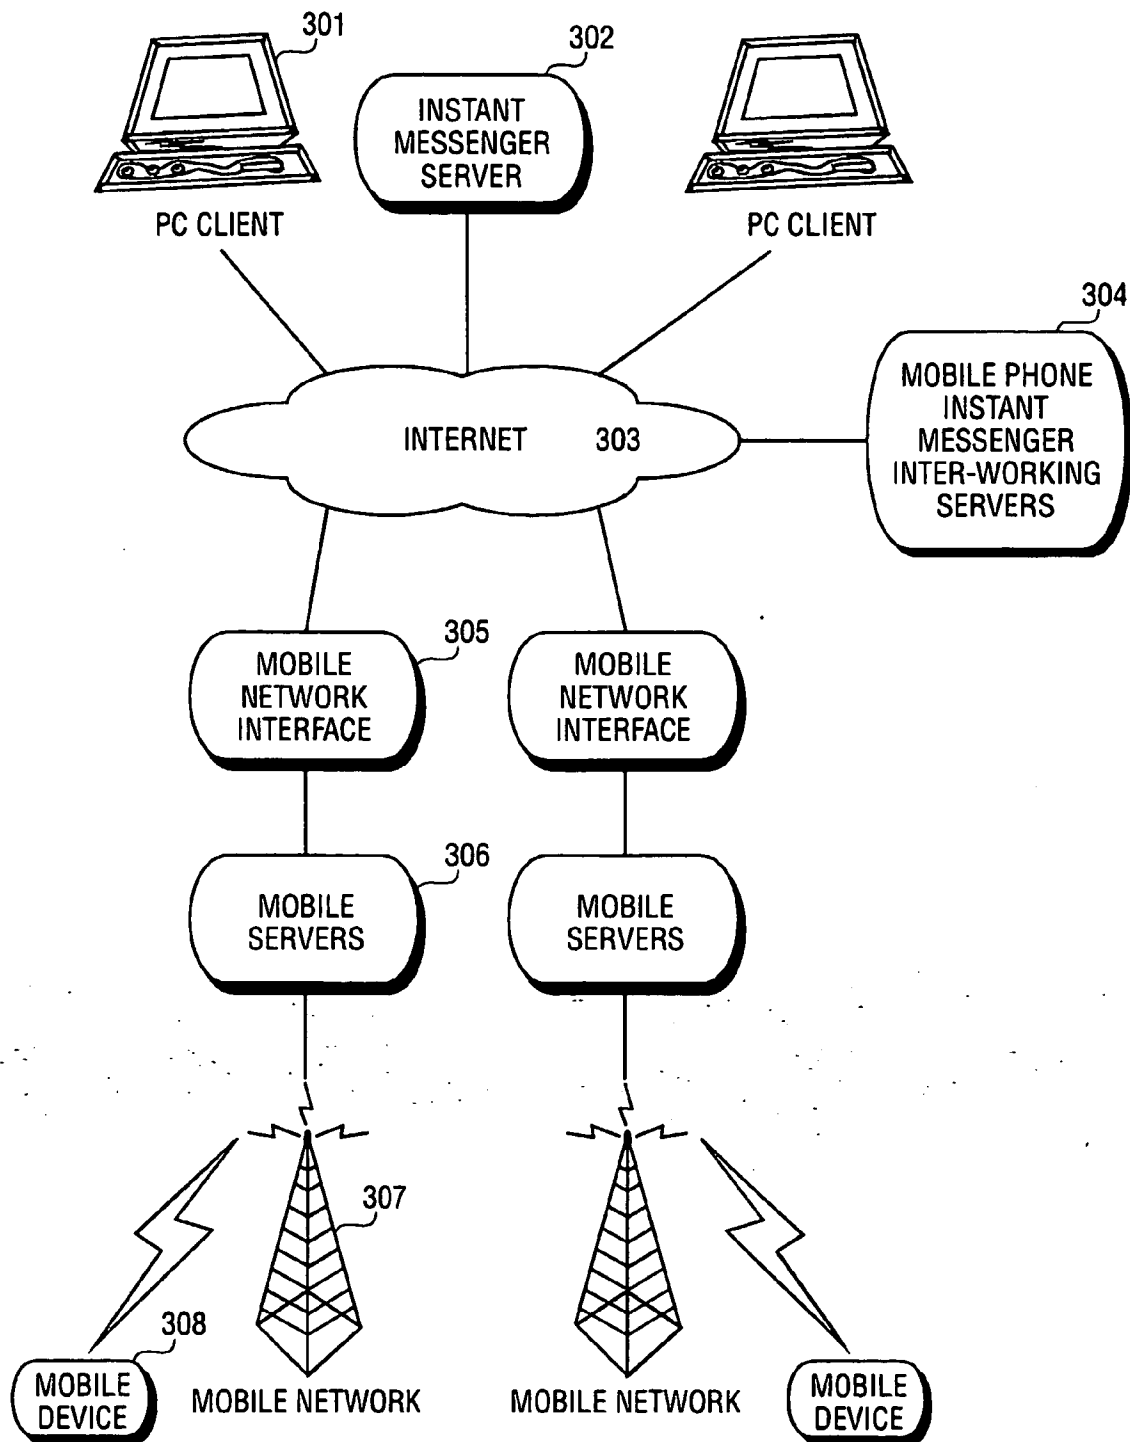 301
302
INSTANT
MESSENGER
SERVER
PC CLIENT
PC CLIENT
304
MOBILE PHONE
INSTANT
MESSENGER
INTER-WORKING
SERVERS
INTERNET 303
305
MOBILE
NETWORK
INTERFACE
MOBILE
NETWORK
INTERFACE
306
MOBILE
SERVERS
MOBILE
SERVERS
307
308
MOBILE
DEVICE
MOBILE NETWORK
MOBILE NETWORK
MOBILE
DEVICE